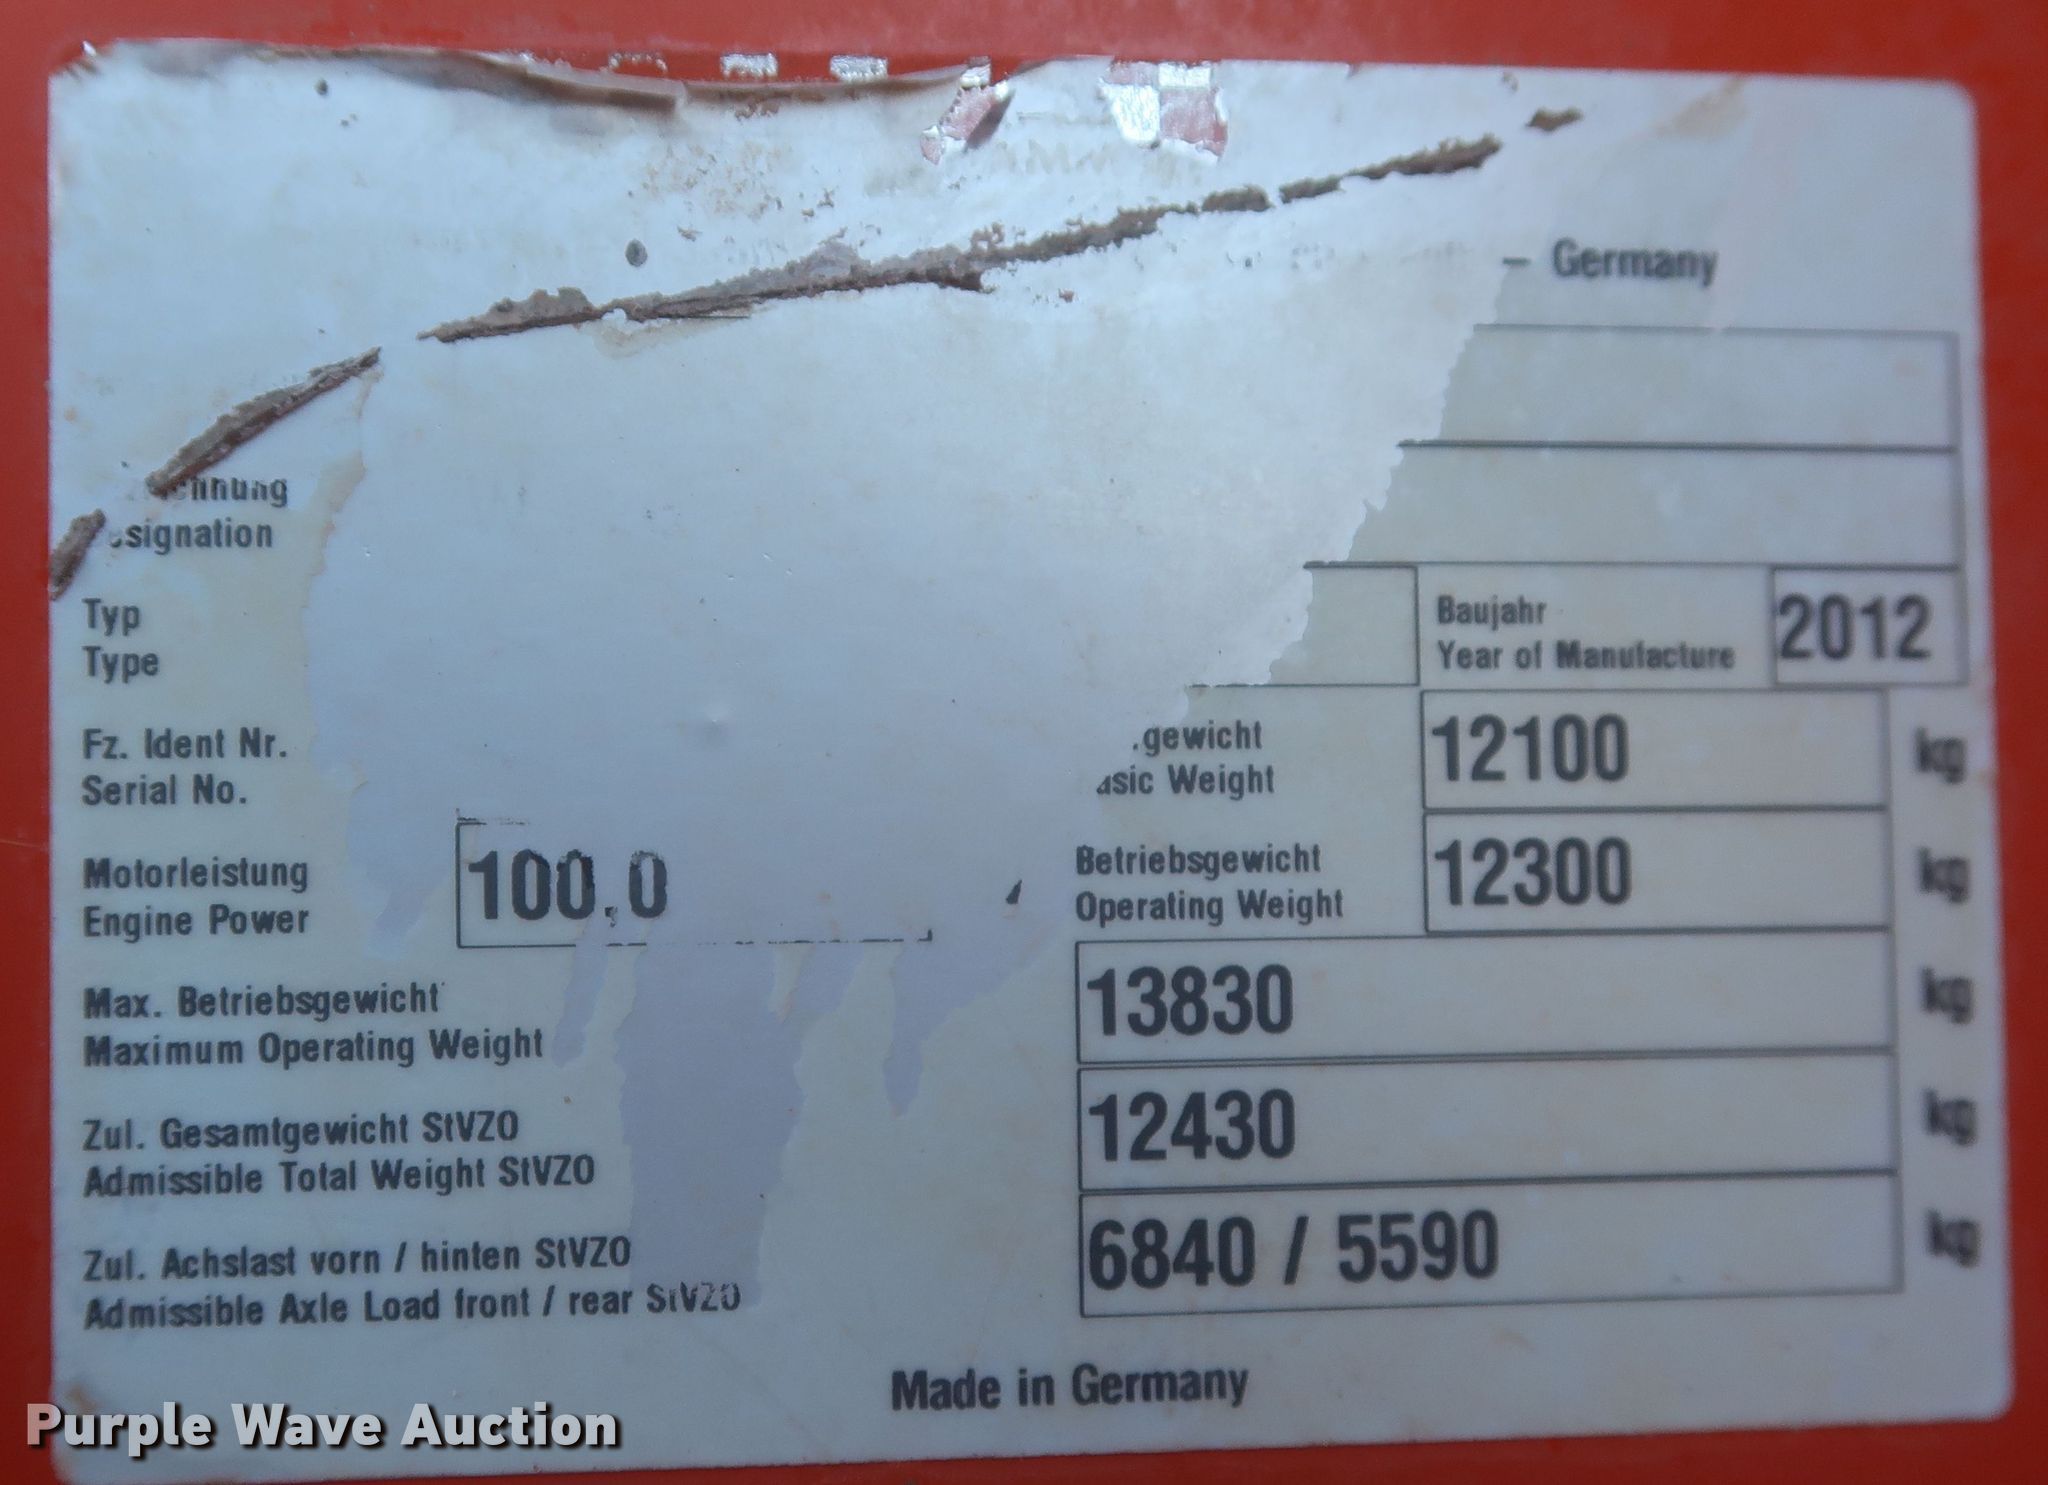 – Germany
Typ
Type
Baujahr
Year of Manufacture
2012
Fz. Ident Nr.
Serial No.
Weight
12100 kg
Motorleistung
Engine Power
100,0
Betriebsgewicht
Operating Weight
12300 kg
Max. Betriebsgewicht
Maximum Operating Weight
13830 kg
Zul. Gesamtgewicht StVZO
Admissible Total Weight StVZO
12430 kg
Zul. Achslast vorn / hinten StVZO
Admissible Axle Load front / rear StVZO
6840 / 5590 kg
Made in Germany
Purple Wave Auction